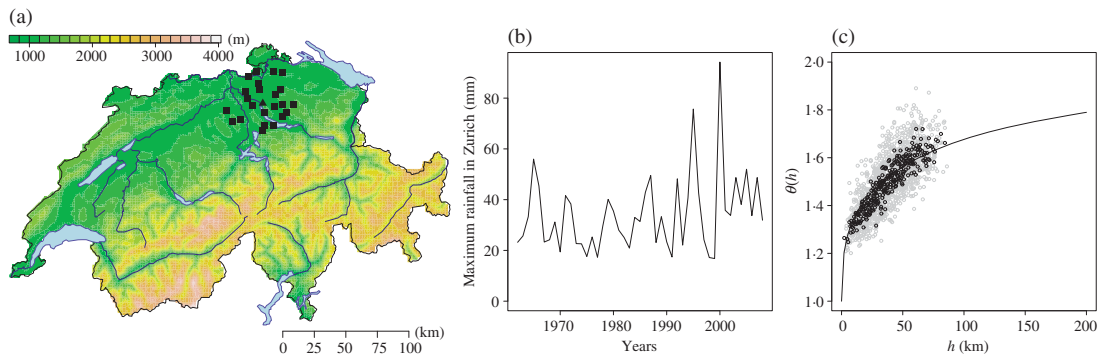 (a)
1000 2000 3000 4000 (m)
0 25 50 75 100 (km)
(b)
Maximum rainfall in Zurich (mm)
80
60
40
20
0
1970 1980 1990 2000
Years
(c)
θ(h)
2·0
1·8
1·6
1·4
1·2
1·0
0 50 100 150 200
h (km)